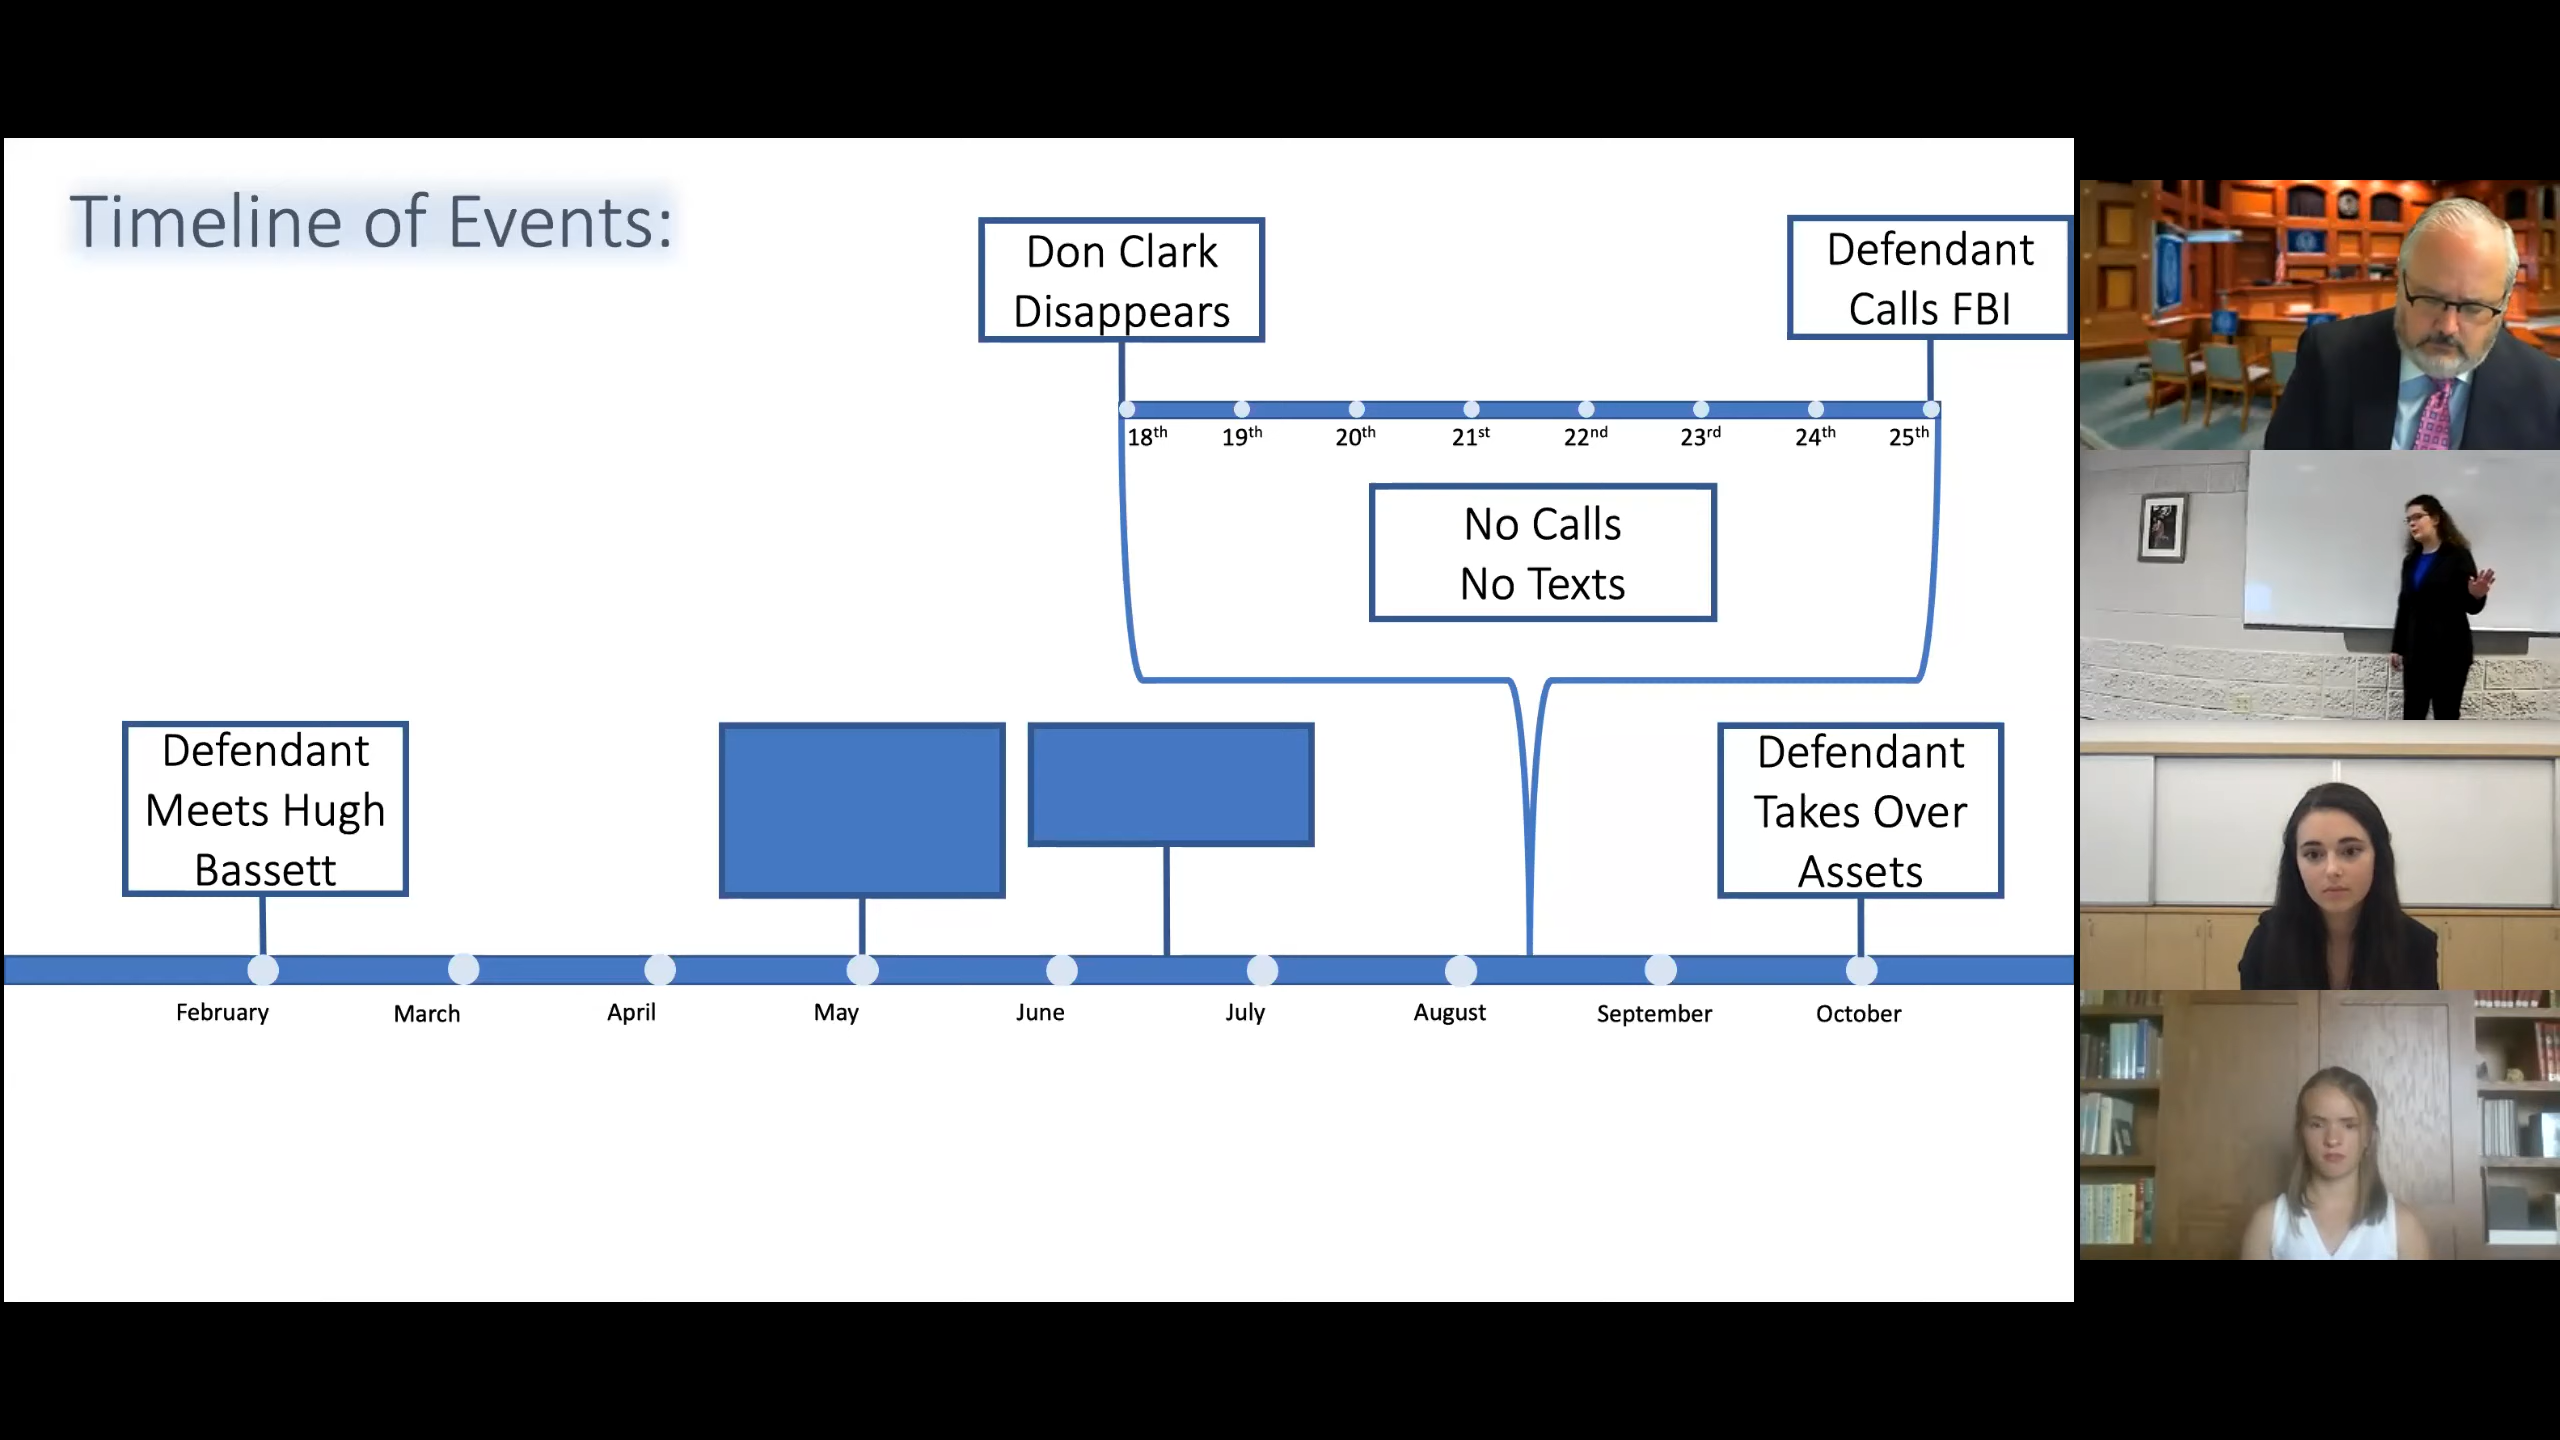 Timeline of Events:
Don Clark
Disappears
Defendant
Calls FBI
18th 19th 20th 21st 22nd 23rd 24th 25th
No Calls
No Texts
Defendant
Meets Hugh
Bassett
Defendant
Takes Over
Assets
February March April May June July August September October